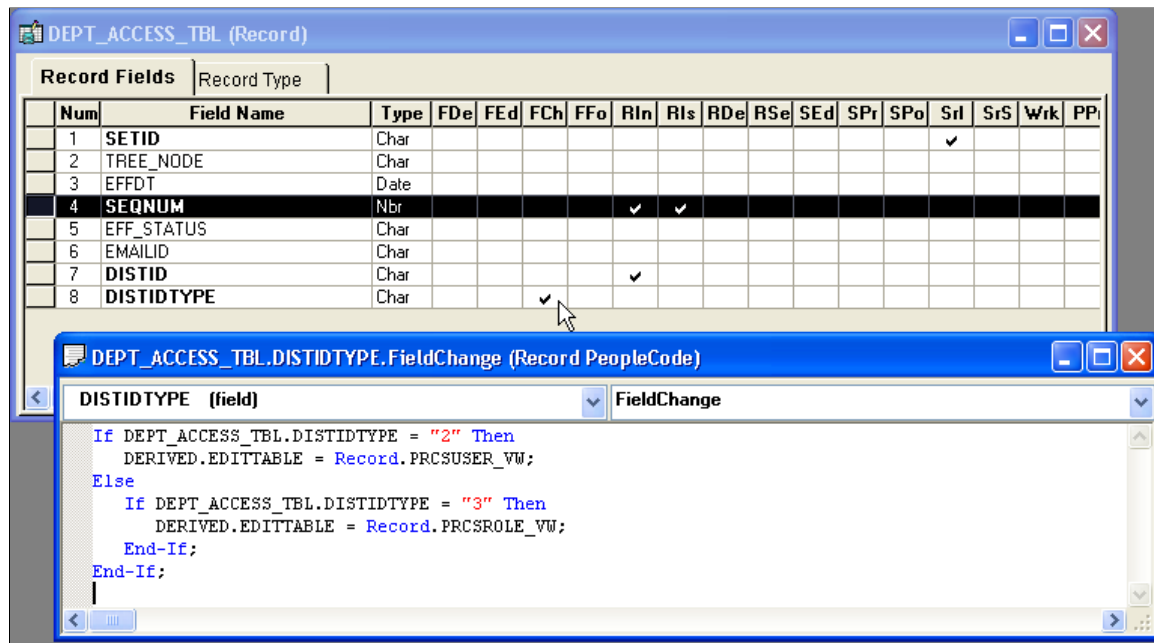 DEPT_ACCESS_TBL (Record)
Record Fields Record Type
Num Field Name Type FDe FEd FCh FFo RIn RIs RDe RSe SEd SPr SPo SrI SrS Wrk PPr
1 SETID Char
2 TREE_NODE Char
3 EFFDT Date
4 SEQNUM Nbr
5 EFF_STATUS Char
6 EMAILID Char
7 DISTID Char
8 DISTIDTYPE Char
DEPT_ACCESS_TBL.DISTIDTYPE.FieldChange (Record PeopleCode)
DISTIDTYPE (field) FieldChange
If DEPT_ACCESS_TBL.DISTIDTYPE = "2" Then
DERIVED.EDITTABLE = Record.PRCSUSER_VW;
Else
If DEPT_ACCESS_TBL.DISTIDTYPE = "3" Then
DERIVED.EDITTABLE = Record.PRCSROLE_VW;
End-If;
End-If;